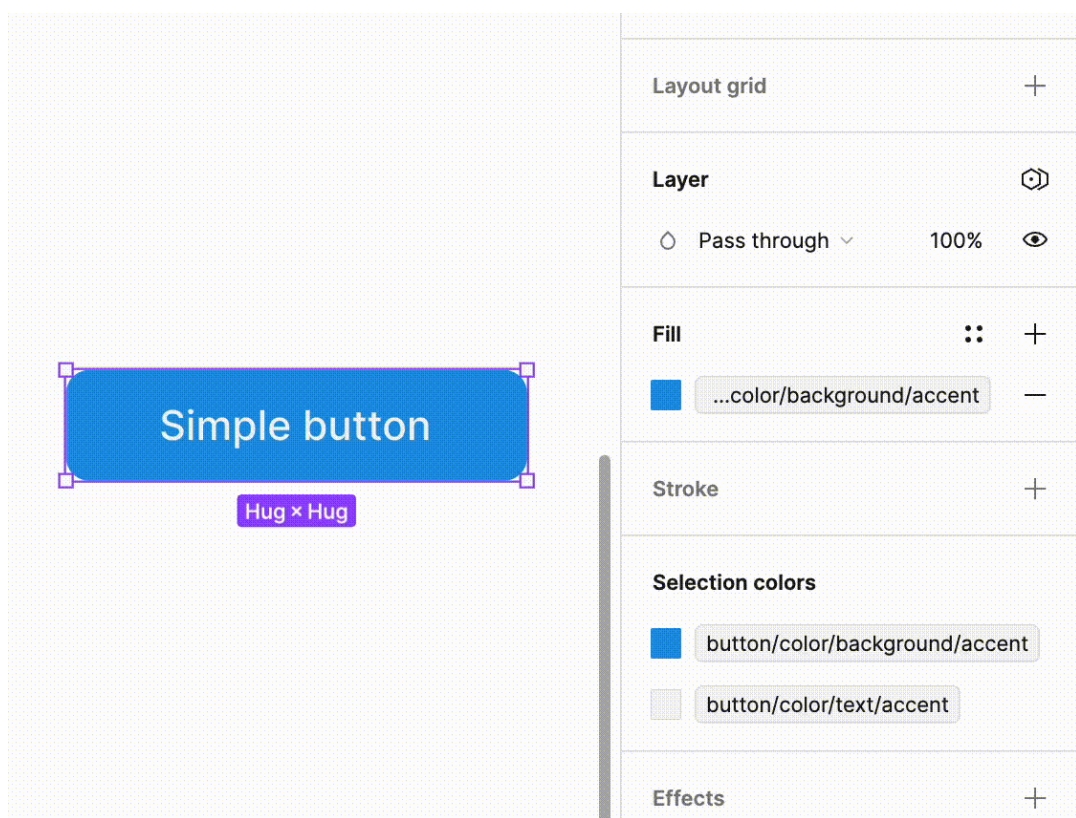 Layout grid
Layer
Pass through
100%
Fill
...color/background/accent
Simple button
Hug × Hug
Stroke
Selection colors
button/color/background/accent
button/color/text/accent
Effects